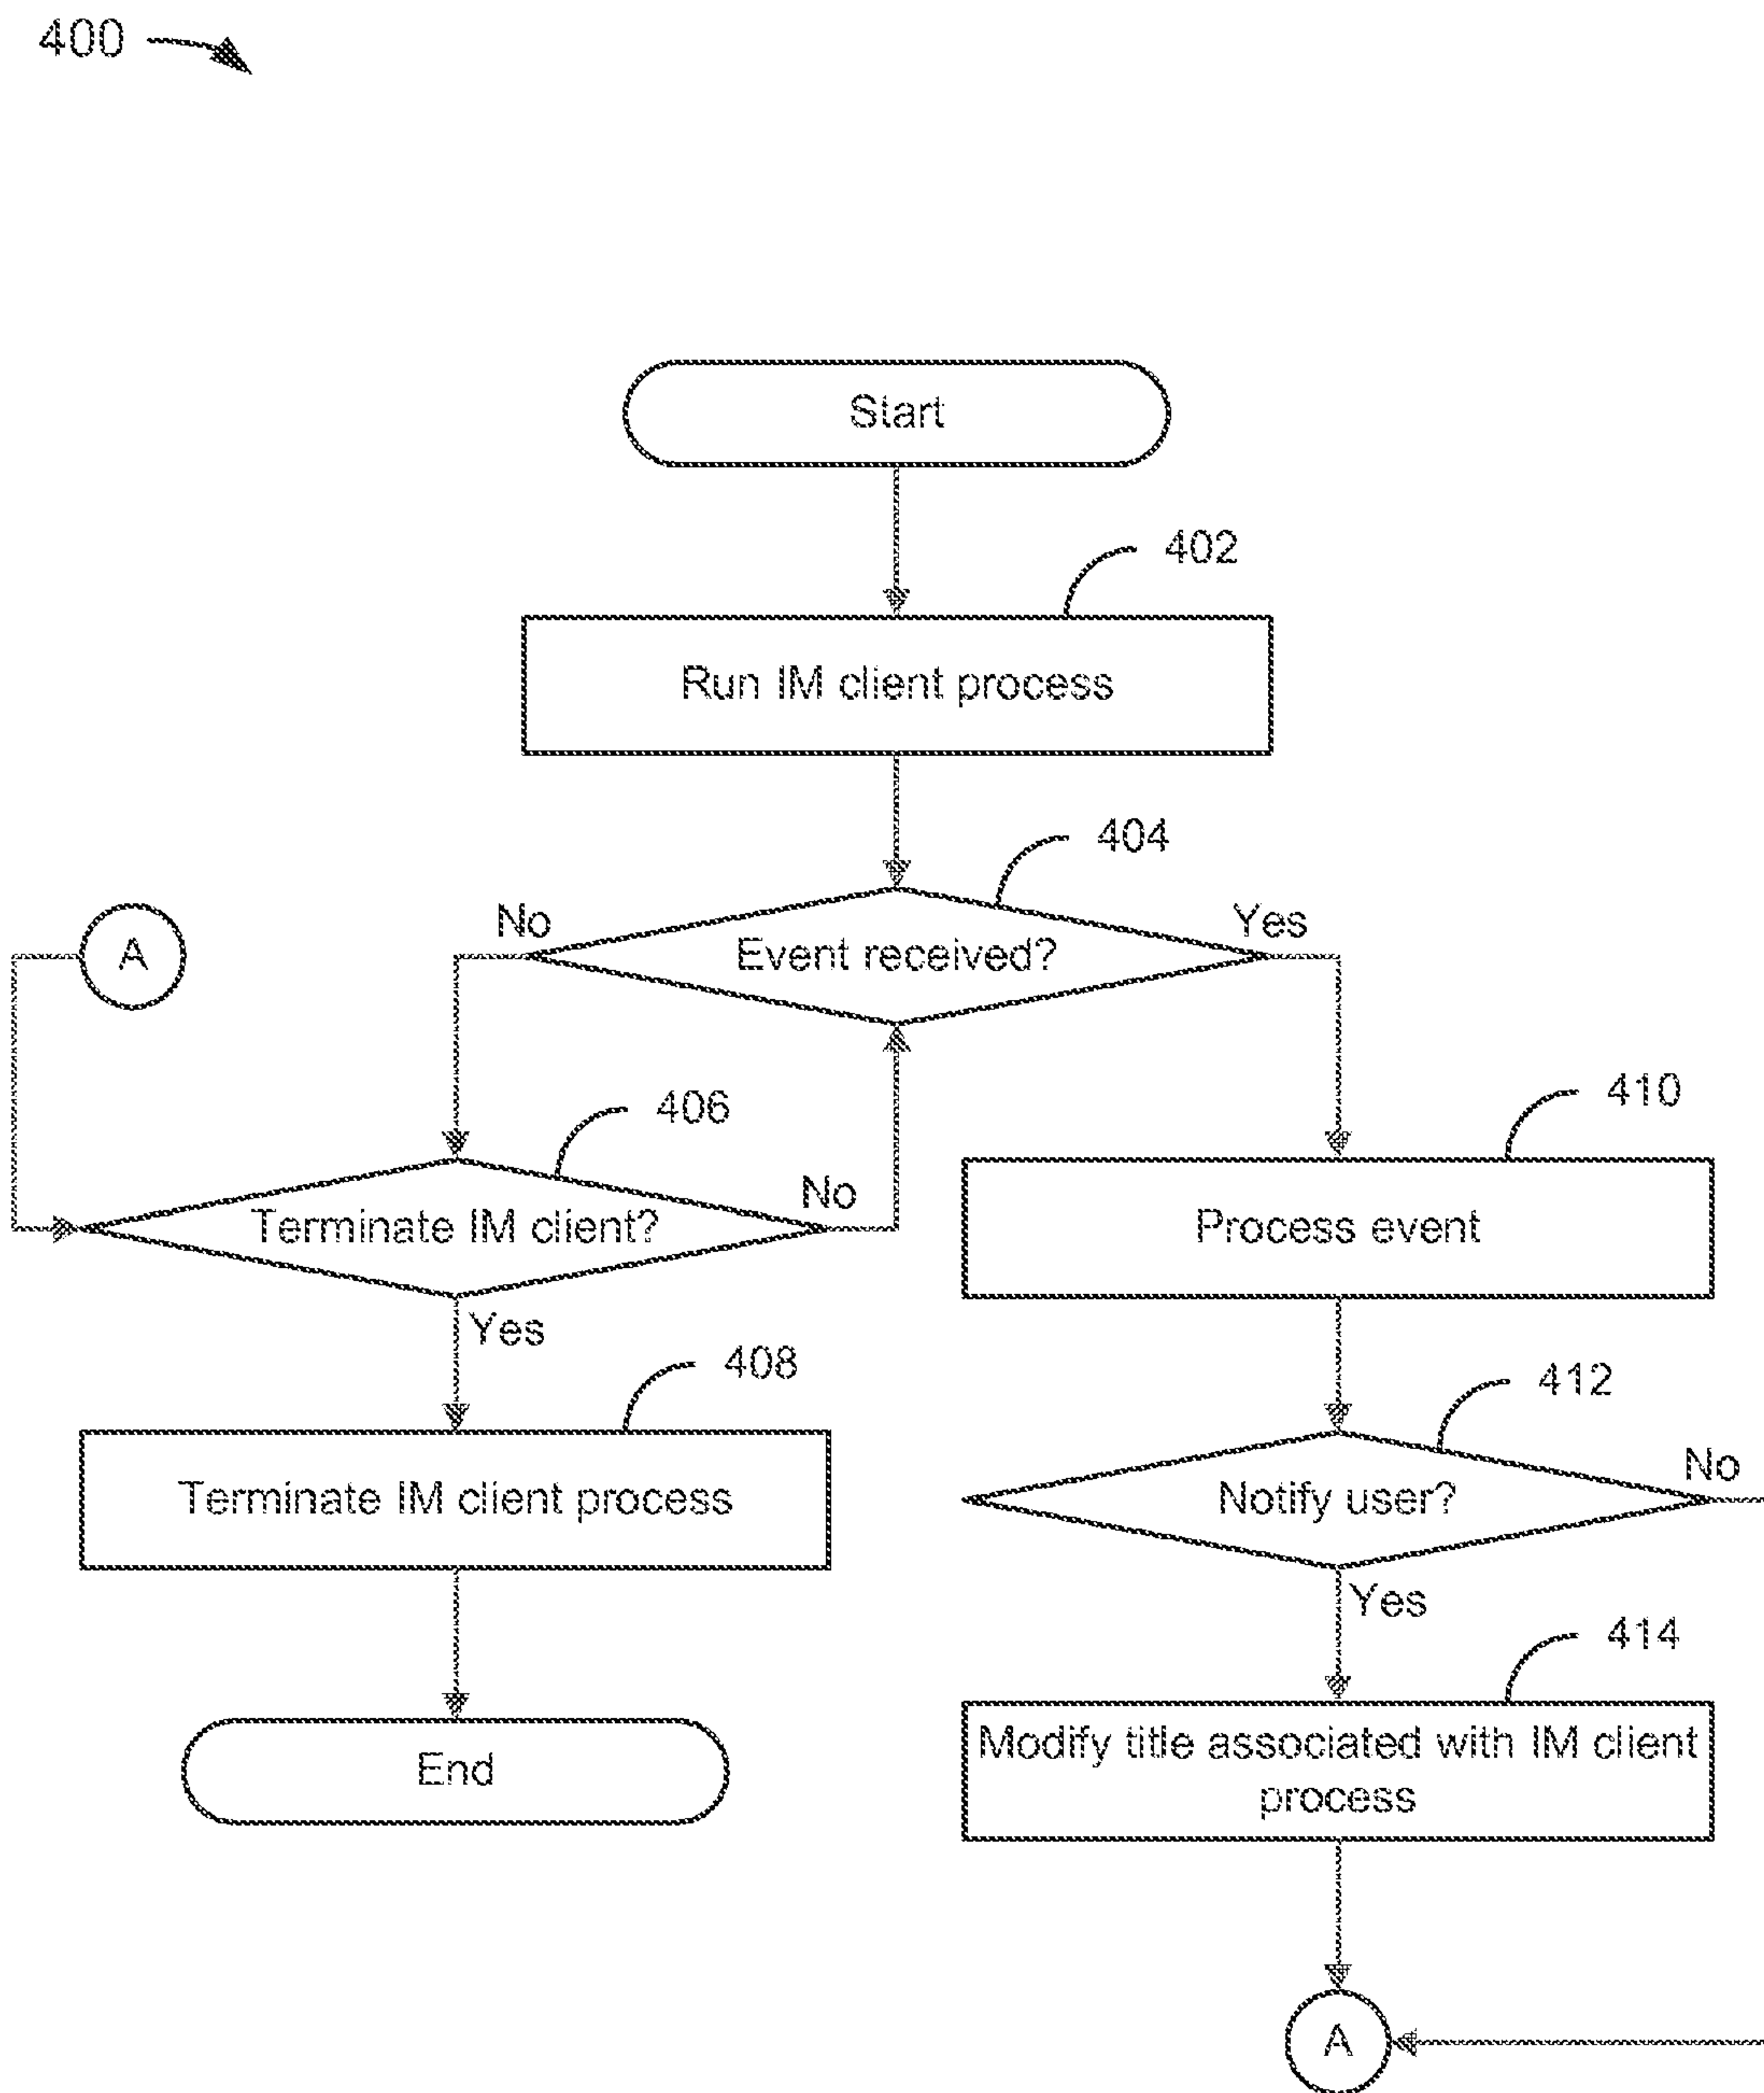 400
Start
402
Run IM client process
404
No
Yes
A
Event received?
406
410
No
Terminate IM client?
Process event
Yes
408
412
No
Terminate IM client process
Notify user?
Yes
414
Modify title associated with IM client
process
End
A